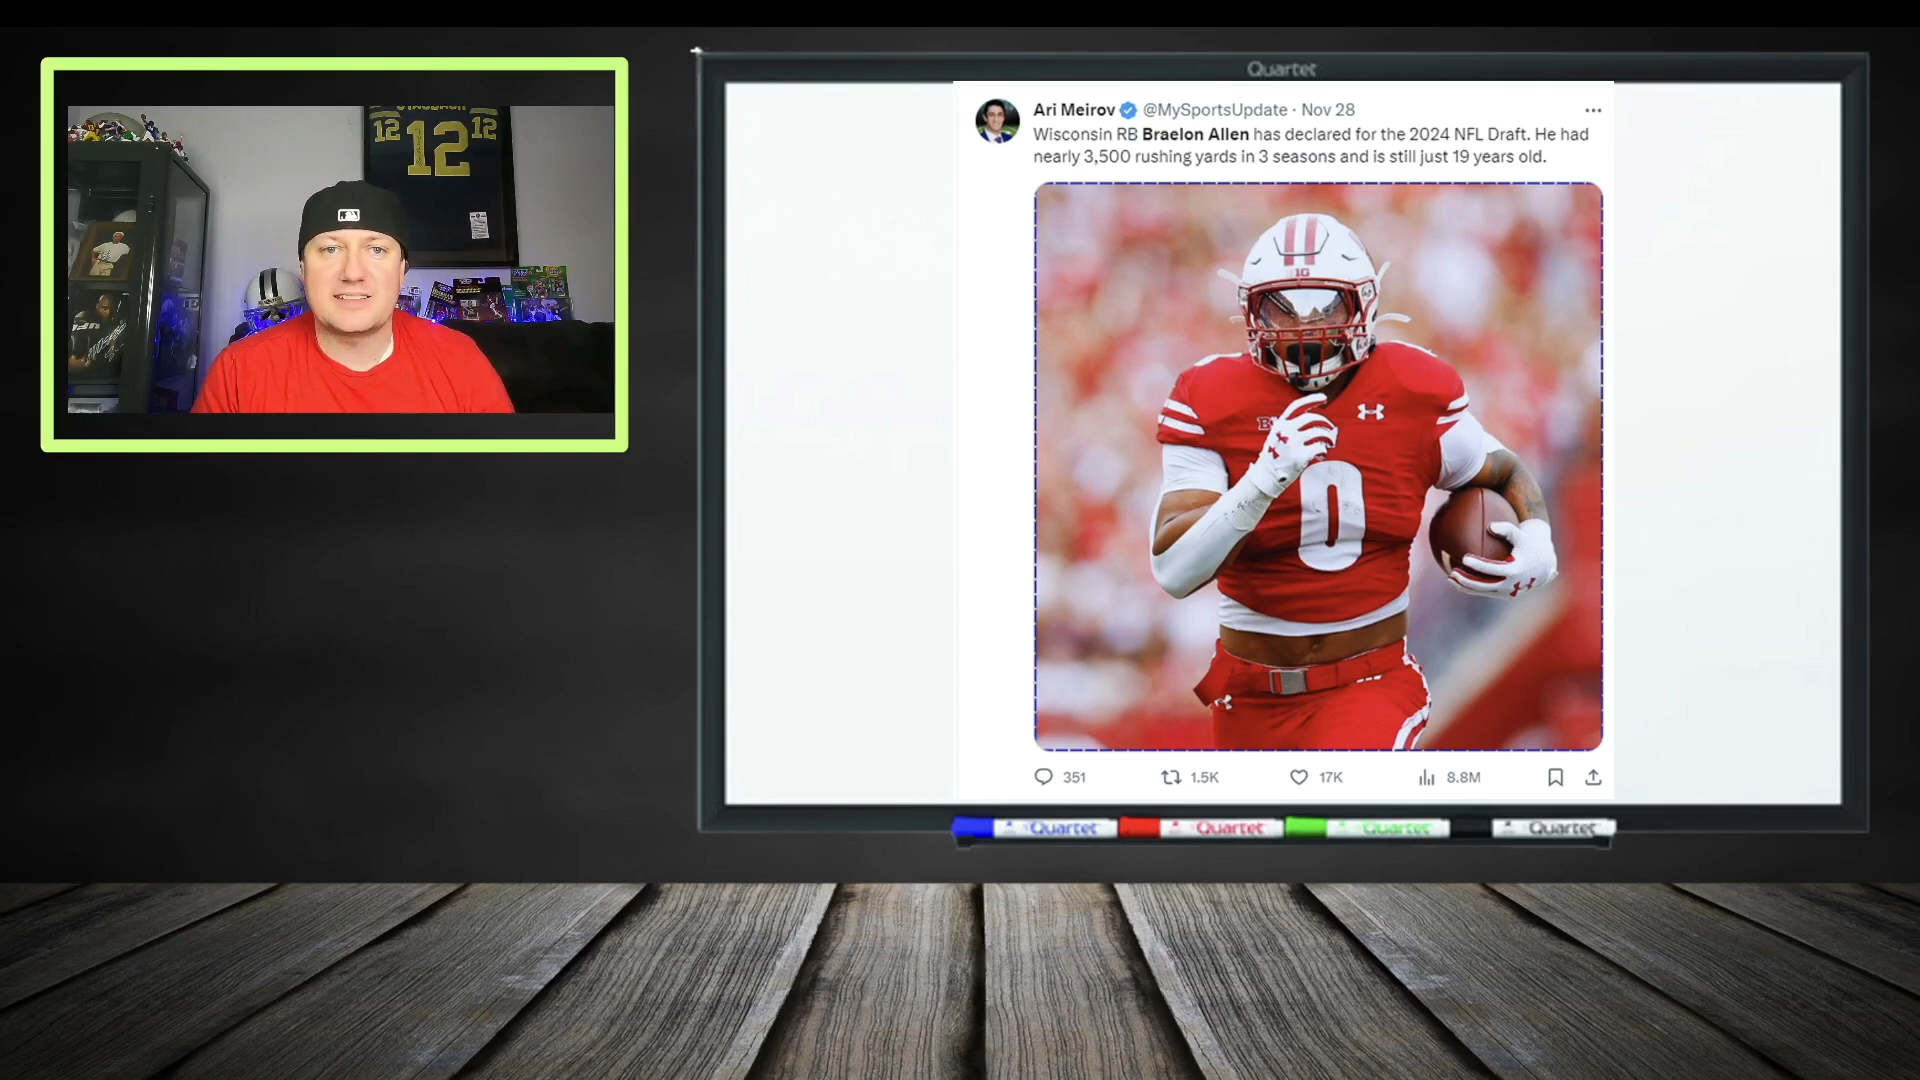 Quartet
Ari Meirov @MySportsUpdate · Nov 28
Wisconsin RB Braelon Allen has declared for the 2024 NFL Draft. He had
nearly 3,500 rushing yards in 3 seasons and is still just 19 years old.
12 12 12
B1G
0
351 1.5K 17K 8.8M
Quartet Quartet Quartet Quartet